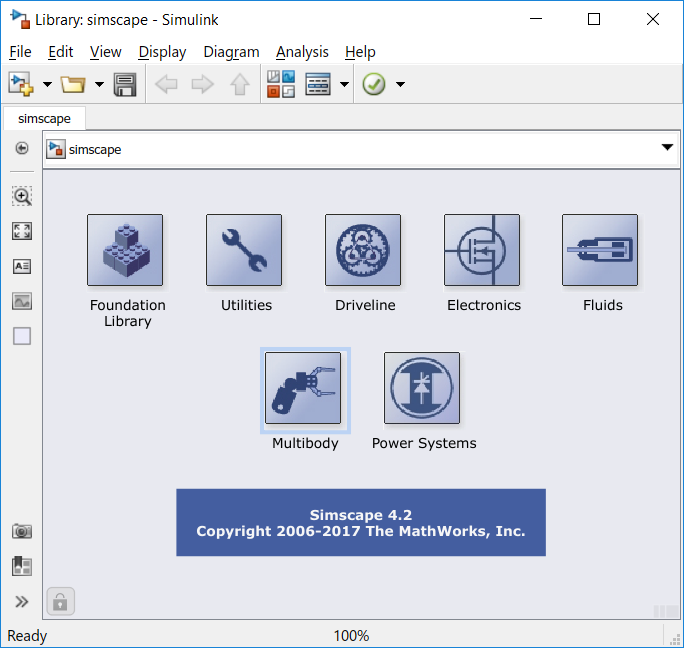 Library: simscape - Simulink
File Edit View Display Diagram Analysis Help
simscape
simscape
Foundation Library
Utilities
Driveline
Electronics
Fluids
Multibody
Power Systems
Simscape 4.2
Copyright 2006-2017 The MathWorks, Inc.
Ready 100%